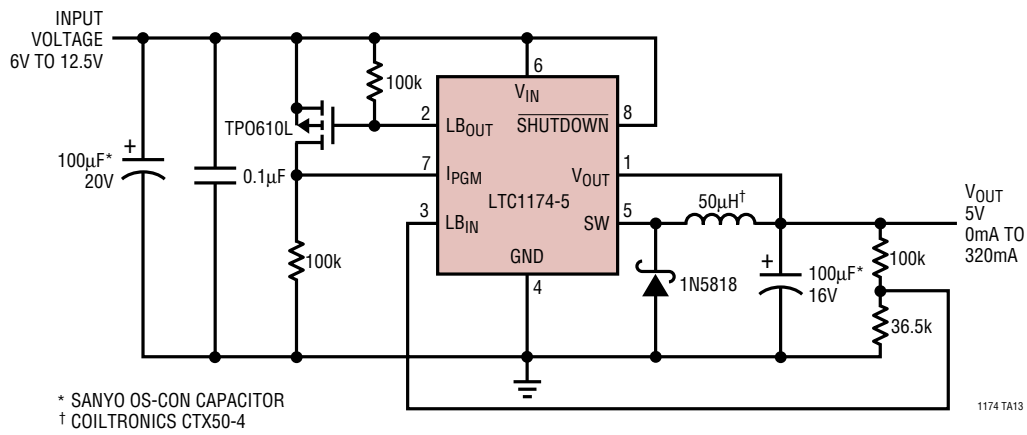 INPUT
VOLTAGE
6V TO 12.5V
100µF*
20V
+
0.1µF
TPO610L
100k
100k
2
7
3
6
8
1
5
4
VIN
LBOUT
SHUTDOWN
IPGM
VOUT
LTC1174-5
LBIN
SW
GND
50µH†
1N5818
+
100µF*
16V
100k
36.5k
VOUT
5V
0mA TO
320mA
* SANYO OS-CON CAPACITOR
† COILTRONICS CTX50-4
1174 TA13